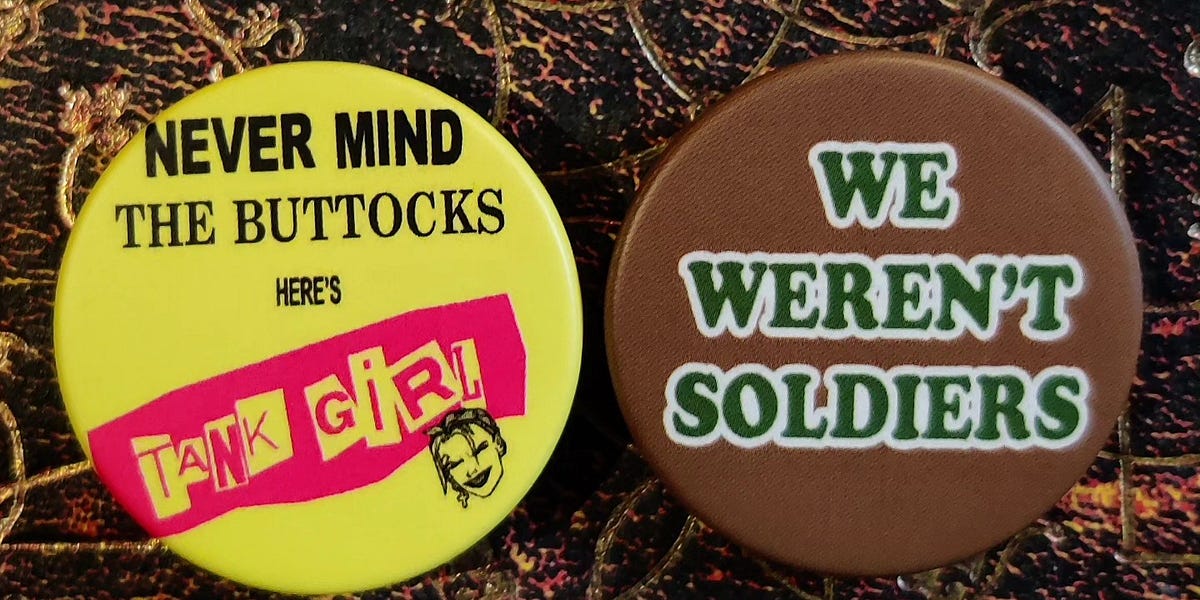 NEVER MIND
THE BUTTOCKS
HERE'S
TANK GiRL
WE
WEREN'T
SOLDIERS